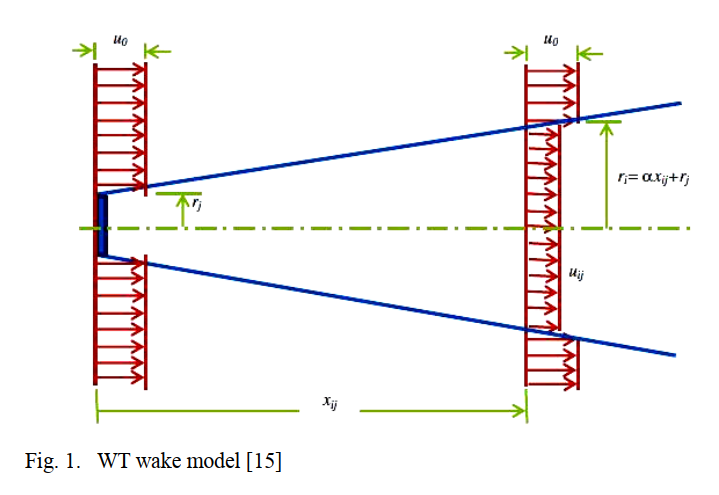 u₀
u₀
rⱼ
rᵢ= αxᵢⱼ+rⱼ
uᵢⱼ
xᵢⱼ
Fig. 1. WT wake model [15]